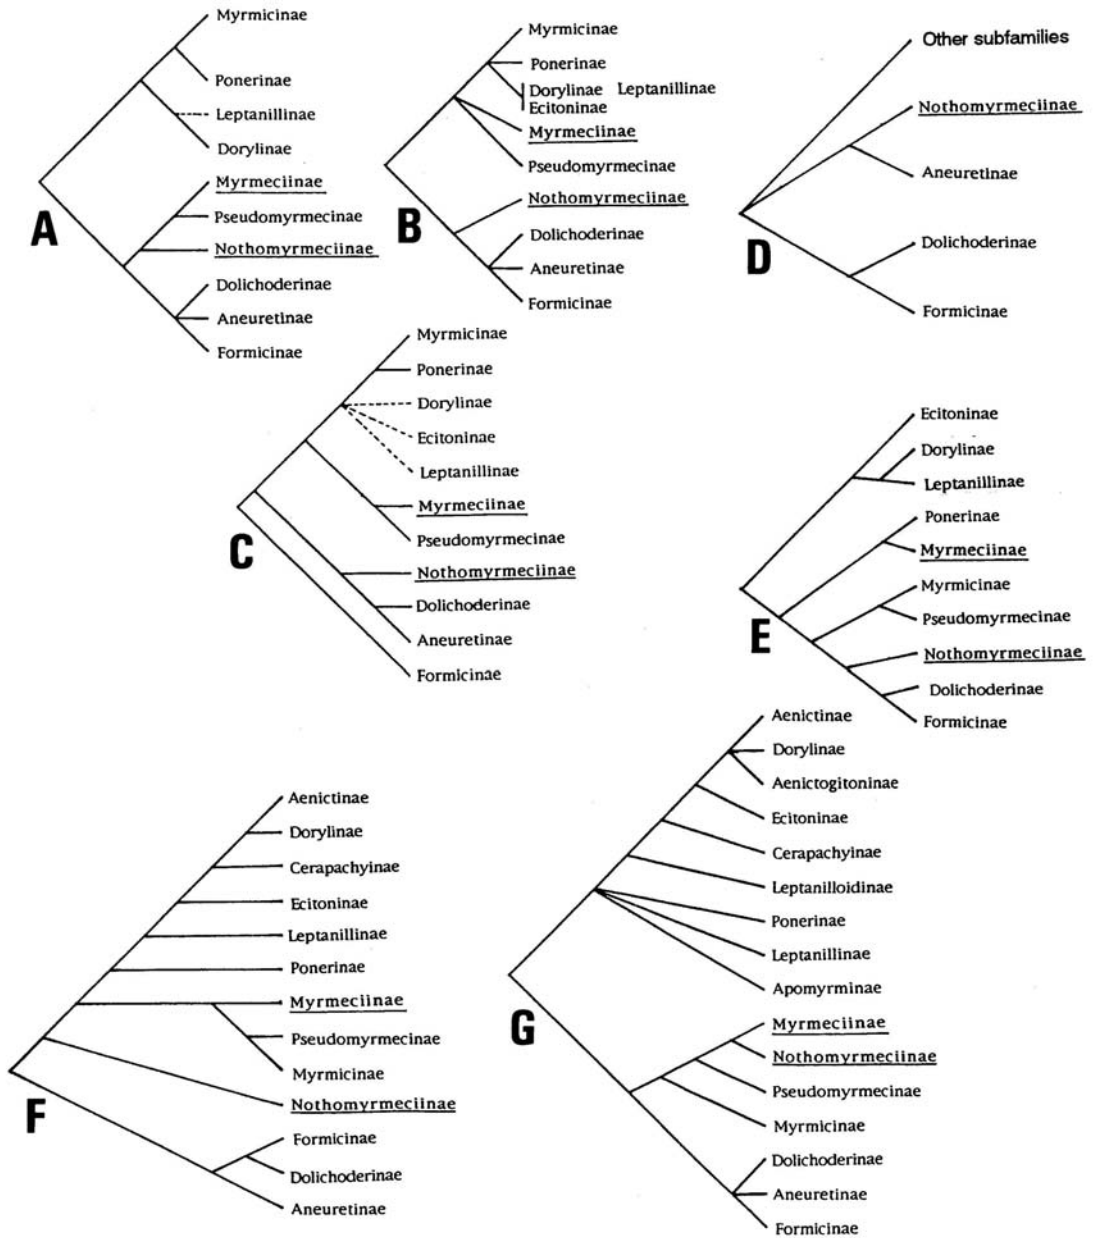 Myrmicinae
Ponerinae
Leptanillinae
Dorylinae
Myrmeciinae
Pseudomyrmecinae
Nothomyrmeciinae
Dolichoderinae
Aneuretinae
Formicinae
A
Myrmicinae
Ponerinae
Dorylinae Leptanillinae
Ecitoninae
Myrmeciinae
Pseudomyrmecinae
Nothomyrmeciinae
Dolichoderinae
Aneuretinae
Formicinae
B
Other subfamilies
Nothomyrmeciinae
Aneuretinae
Dolichoderinae
Formicinae
D
Myrmicinae
Ponerinae
Dorylinae
Ecitoninae
Leptanillinae
Myrmeciinae
Pseudomyrmecinae
Nothomyrmeciinae
Dolichoderinae
Aneuretinae
Formicinae
C
Ecitoninae
Dorylinae
Leptanillinae
Ponerinae
Myrmeciinae
Myrmicinae
Pseudomyrmecinae
Nothomyrmeciinae
Dolichoderinae
Formicinae
E
Aenictinae
Dorylinae
Cerapachyinae
Ecitoninae
Leptanillinae
Ponerinae
Myrmeciinae
Pseudomyrmecinae
Myrmicinae
Nothomyrmeciinae
Formicinae
Dolichoderinae
Aneuretinae
F
Aenictinae
Dorylinae
Aenictogitoninae
Ecitoninae
Cerapachyinae
Leptanilloidinae
Ponerinae
Leptanillinae
Apomyrminae
Myrmeciinae
Nothomyrmeciinae
Pseudomyrmecinae
Myrmicinae
Dolichoderinae
Aneuretinae
Formicinae
G